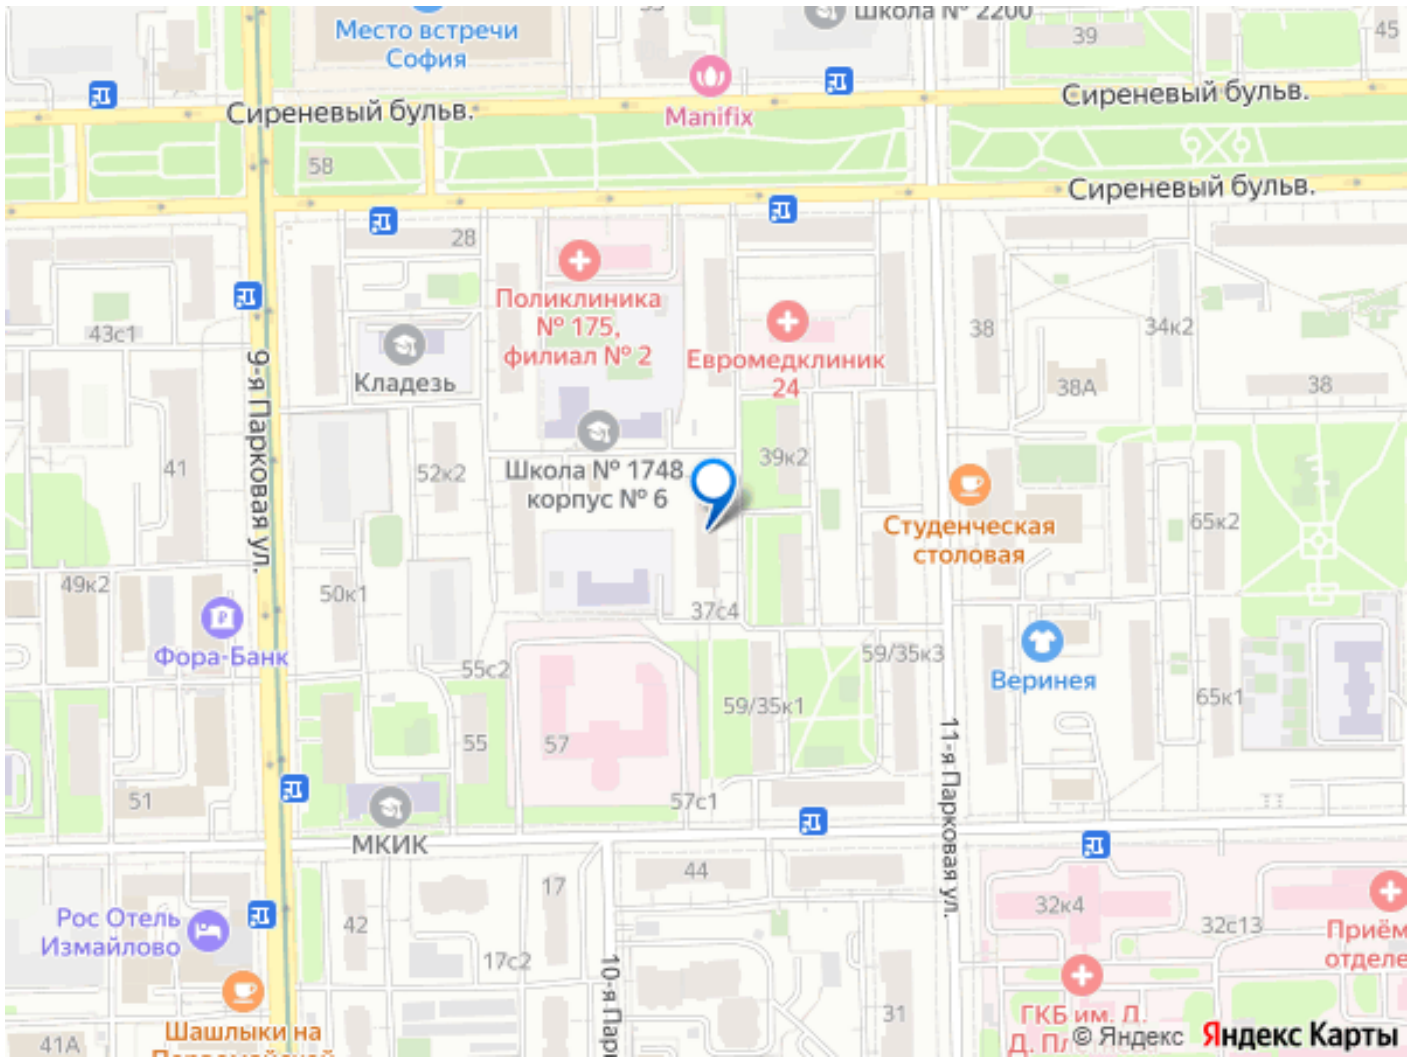 Школа № 2200
Место встречи
София
39
45
Manifix
Сиреневый бульв.
Сиреневый бульв.
58
Сиреневый бульв.
28
Поликлиника
№ 175,
филиал № 2
Евромедклиник
24
43с1
38
34к2
Кладезь
38А
38
9-я Парковая ул.
41
52к2
Школа № 1748
корпус № 6
39к2
Студенческая
столовая
65к2
49к2
50к1
37с4
Фора-Банк
55с2
59/35к3
Веринея
65к1
59/35к1
55
57
11-я Парковая ул.
51
57с1
МКИК
44
17
42
32к4
32с13
Рос Отель
Измайлово
17с2
10-я
Шашлыки на
31
ГКБ им. Л.
41А
© Яндекс
Яндекс Карты